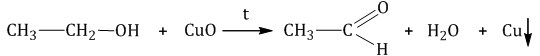 CH₃—CH₂—OH + CuO —t→ CH₃—C(=O)—H + H₂O + Cu↓